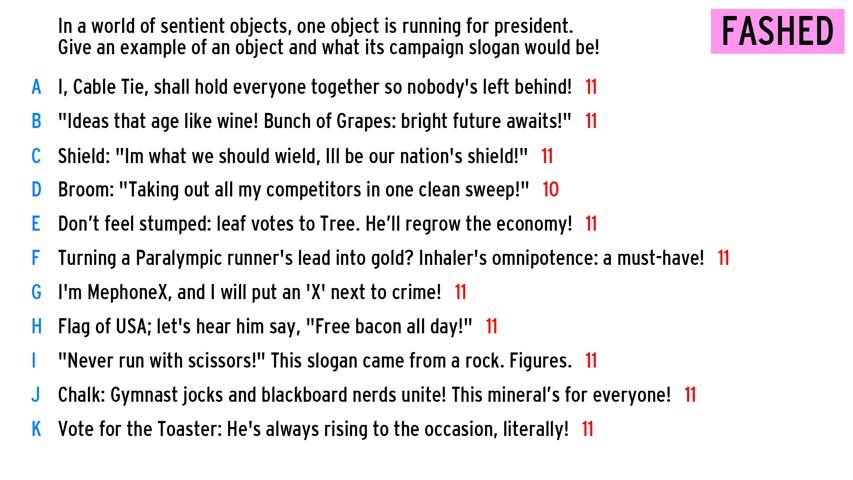 In a world of sentient objects, one object is running for president.
Give an example of an object and what its campaign slogan would be!
FASHED
A I, Cable Tie, shall hold everyone together so nobody's left behind! 11
B "Ideas that age like wine! Bunch of Grapes: bright future awaits!" 11
C Shield: "Im what we should wield, Ill be our nation's shield!" 11
D Broom: "Taking out all my competitors in one clean sweep!" 10
E Don’t feel stumped: leaf votes to Tree. He’ll regrow the economy! 11
F Turning a Paralympic runner's lead into gold? Inhaler's omnipotence: a must-have! 11
G I'm MephoneX, and I will put an 'X' next to crime! 11
H Flag of USA; let's hear him say, "Free bacon all day!" 11
I "Never run with scissors!" This slogan came from a rock. Figures. 11
J Chalk: Gymnast jocks and blackboard nerds unite! This mineral’s for everyone! 11
K Vote for the Toaster: He's always rising to the occasion, literally! 11